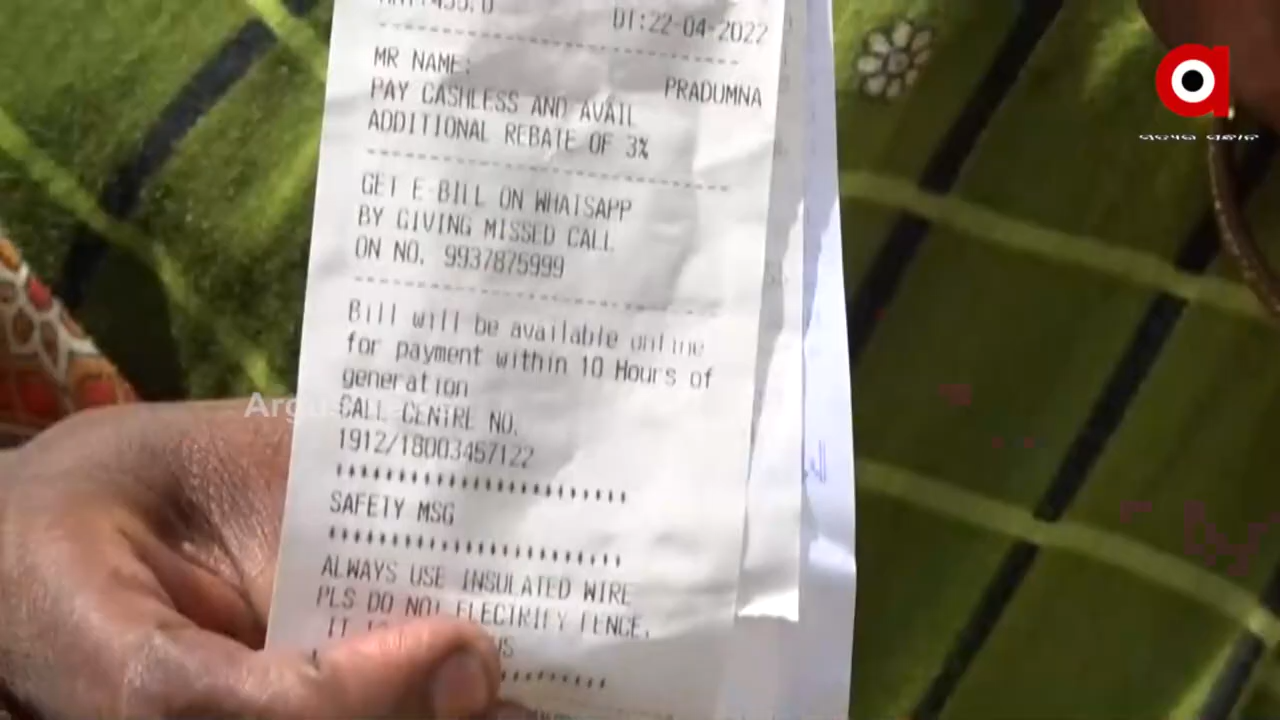 DT:22-04-2022
MR NAME:
PRADUMNA
PAY CASHLESS AND AVAIL
ADDITIONAL REBATE OF 3%
GET E-BILL ON WHATSAPP
BY GIVING MISSED CALL
ON NO. 9937875999
Bill will be available online
for payment within 10 Hours of
generation
CALL CENTRE NO.
1912/18003457122
SAFETY MSG
ALWAYS USE INSULATED WIRE
PLS DO NOT ELECTRIFY FENCE.
IT